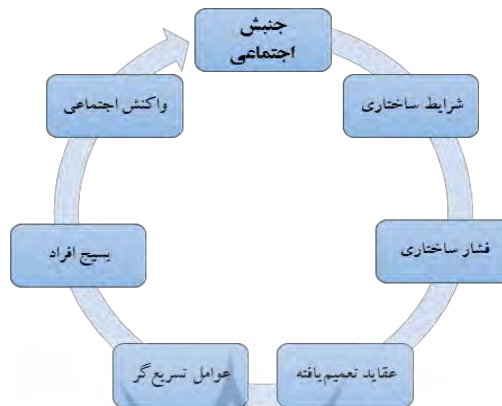 جنبش
اجتماعی
شرایط ساختاری
فشار ساختاری
عقاید تعمیم‌یافته
عوامل تسریع‌گر
بسیج افراد
واکنش اجتماعی